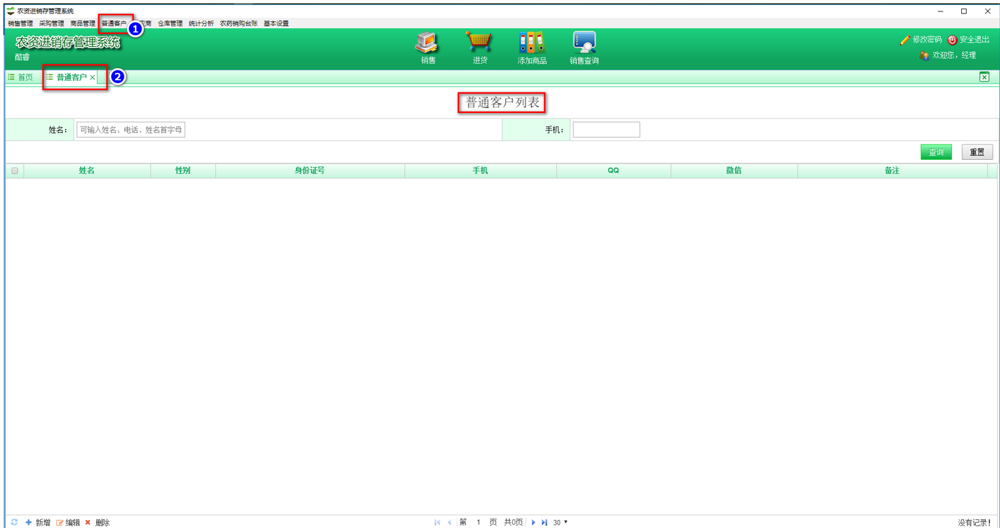 农资进销存管理系统
销售管理 采购管理 商品管理 普通客户 应商 仓库管理 统计分析 农药销购台账 基本设置
1
农资进销存管理系统
酷睿
销售 进货 添加商品 销售查询
修改密码 安全退出
欢迎您，经理
首页 普通客户 × 2
普通客户列表
姓名： 可输入姓名、电话、姓名首字母 手机：
查询 重置
姓名 性别 身份证号 手机 QQ 微信 备注
新增 编辑 删除 第 1 页 共0页 30 没有记录!